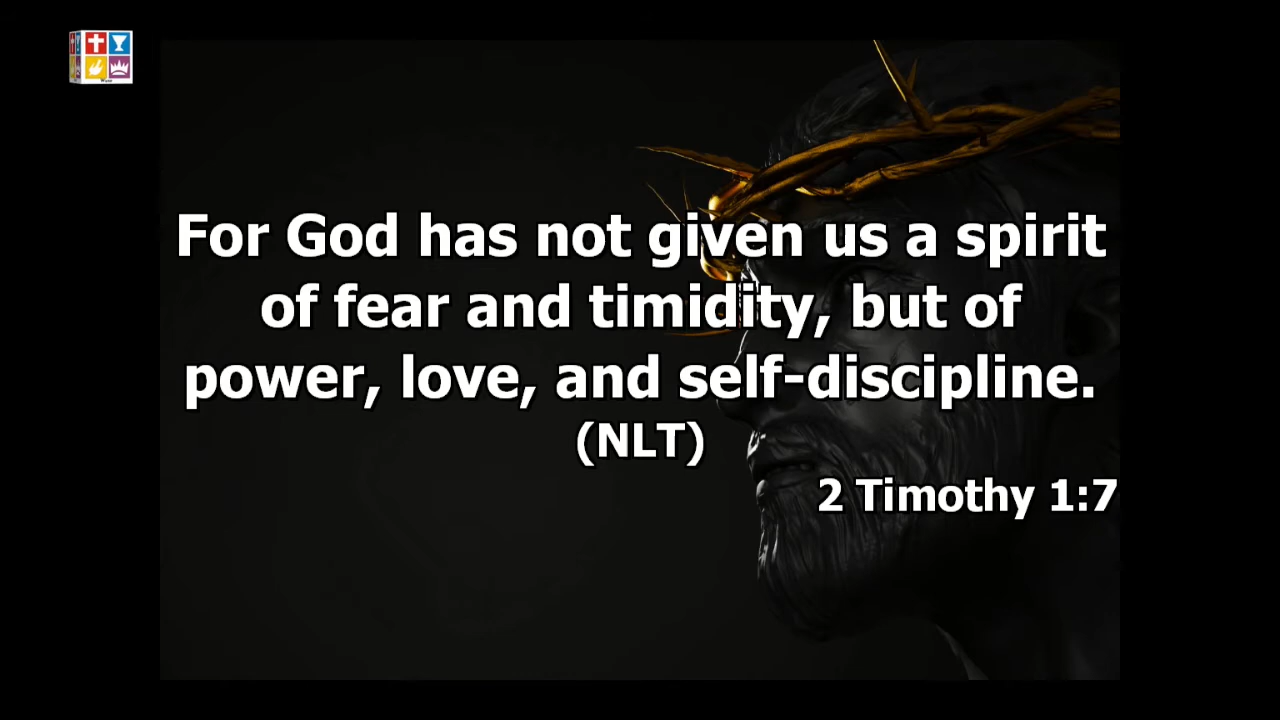 For God has not given us a spirit
of fear and timidity, but of
power, love, and self-discipline.
(NLT)
2 Timothy 1:7